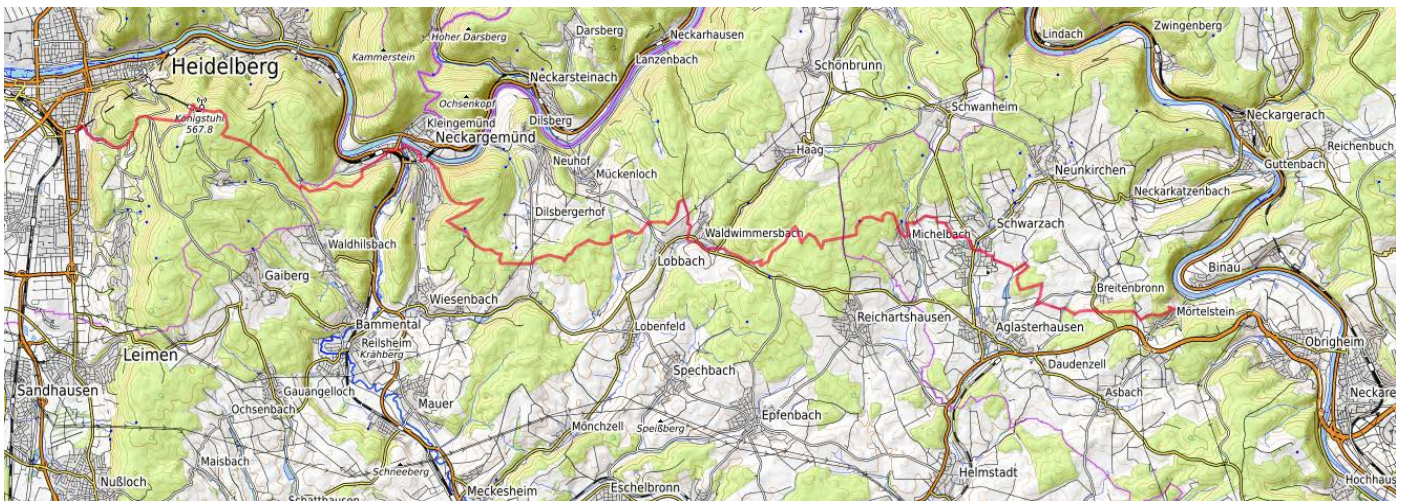 Zwingenberg
Lindach
Hoher Darsberg
Darsberg
Neckarhausen
Kammerstein
Lanzenbach
Heidelberg
Neckarsteinach
Schönbrunn
Ochsenkopf
Königstuhl
567.8
Kleingemünd
Dilsberg
Schwanheim
Neckargerach
Neckargemünd
Haag
Reichenbuch
Neuhof
Mückenloch
Neunkirchen
Guttenbach
Neckarkatzenbach
Dilsbergerhof
Schwarzach
Waldwimmersbach
Michelbach
Waldhilsbach
Lobbach
Binau
Gaiberg
Wiesenbach
Breitenbronn
Mörtelstein
Bammental
Reichartshausen
Lobenfeld
Aglasterhausen
Reilsheim
Krähberg
Obrigheim
Leimen
Daudenzell
Spechbach
Sandhausen
Gauangelloch
Asbach
Neckare
Mauer
Ochsenbach
Epfenbach
Mönchzell
Speißberg
Maisbach
Schneeberg
Helmstadt
Nußloch
Hochhaus
Meckesheim
Eschelbronn
Schatthausen